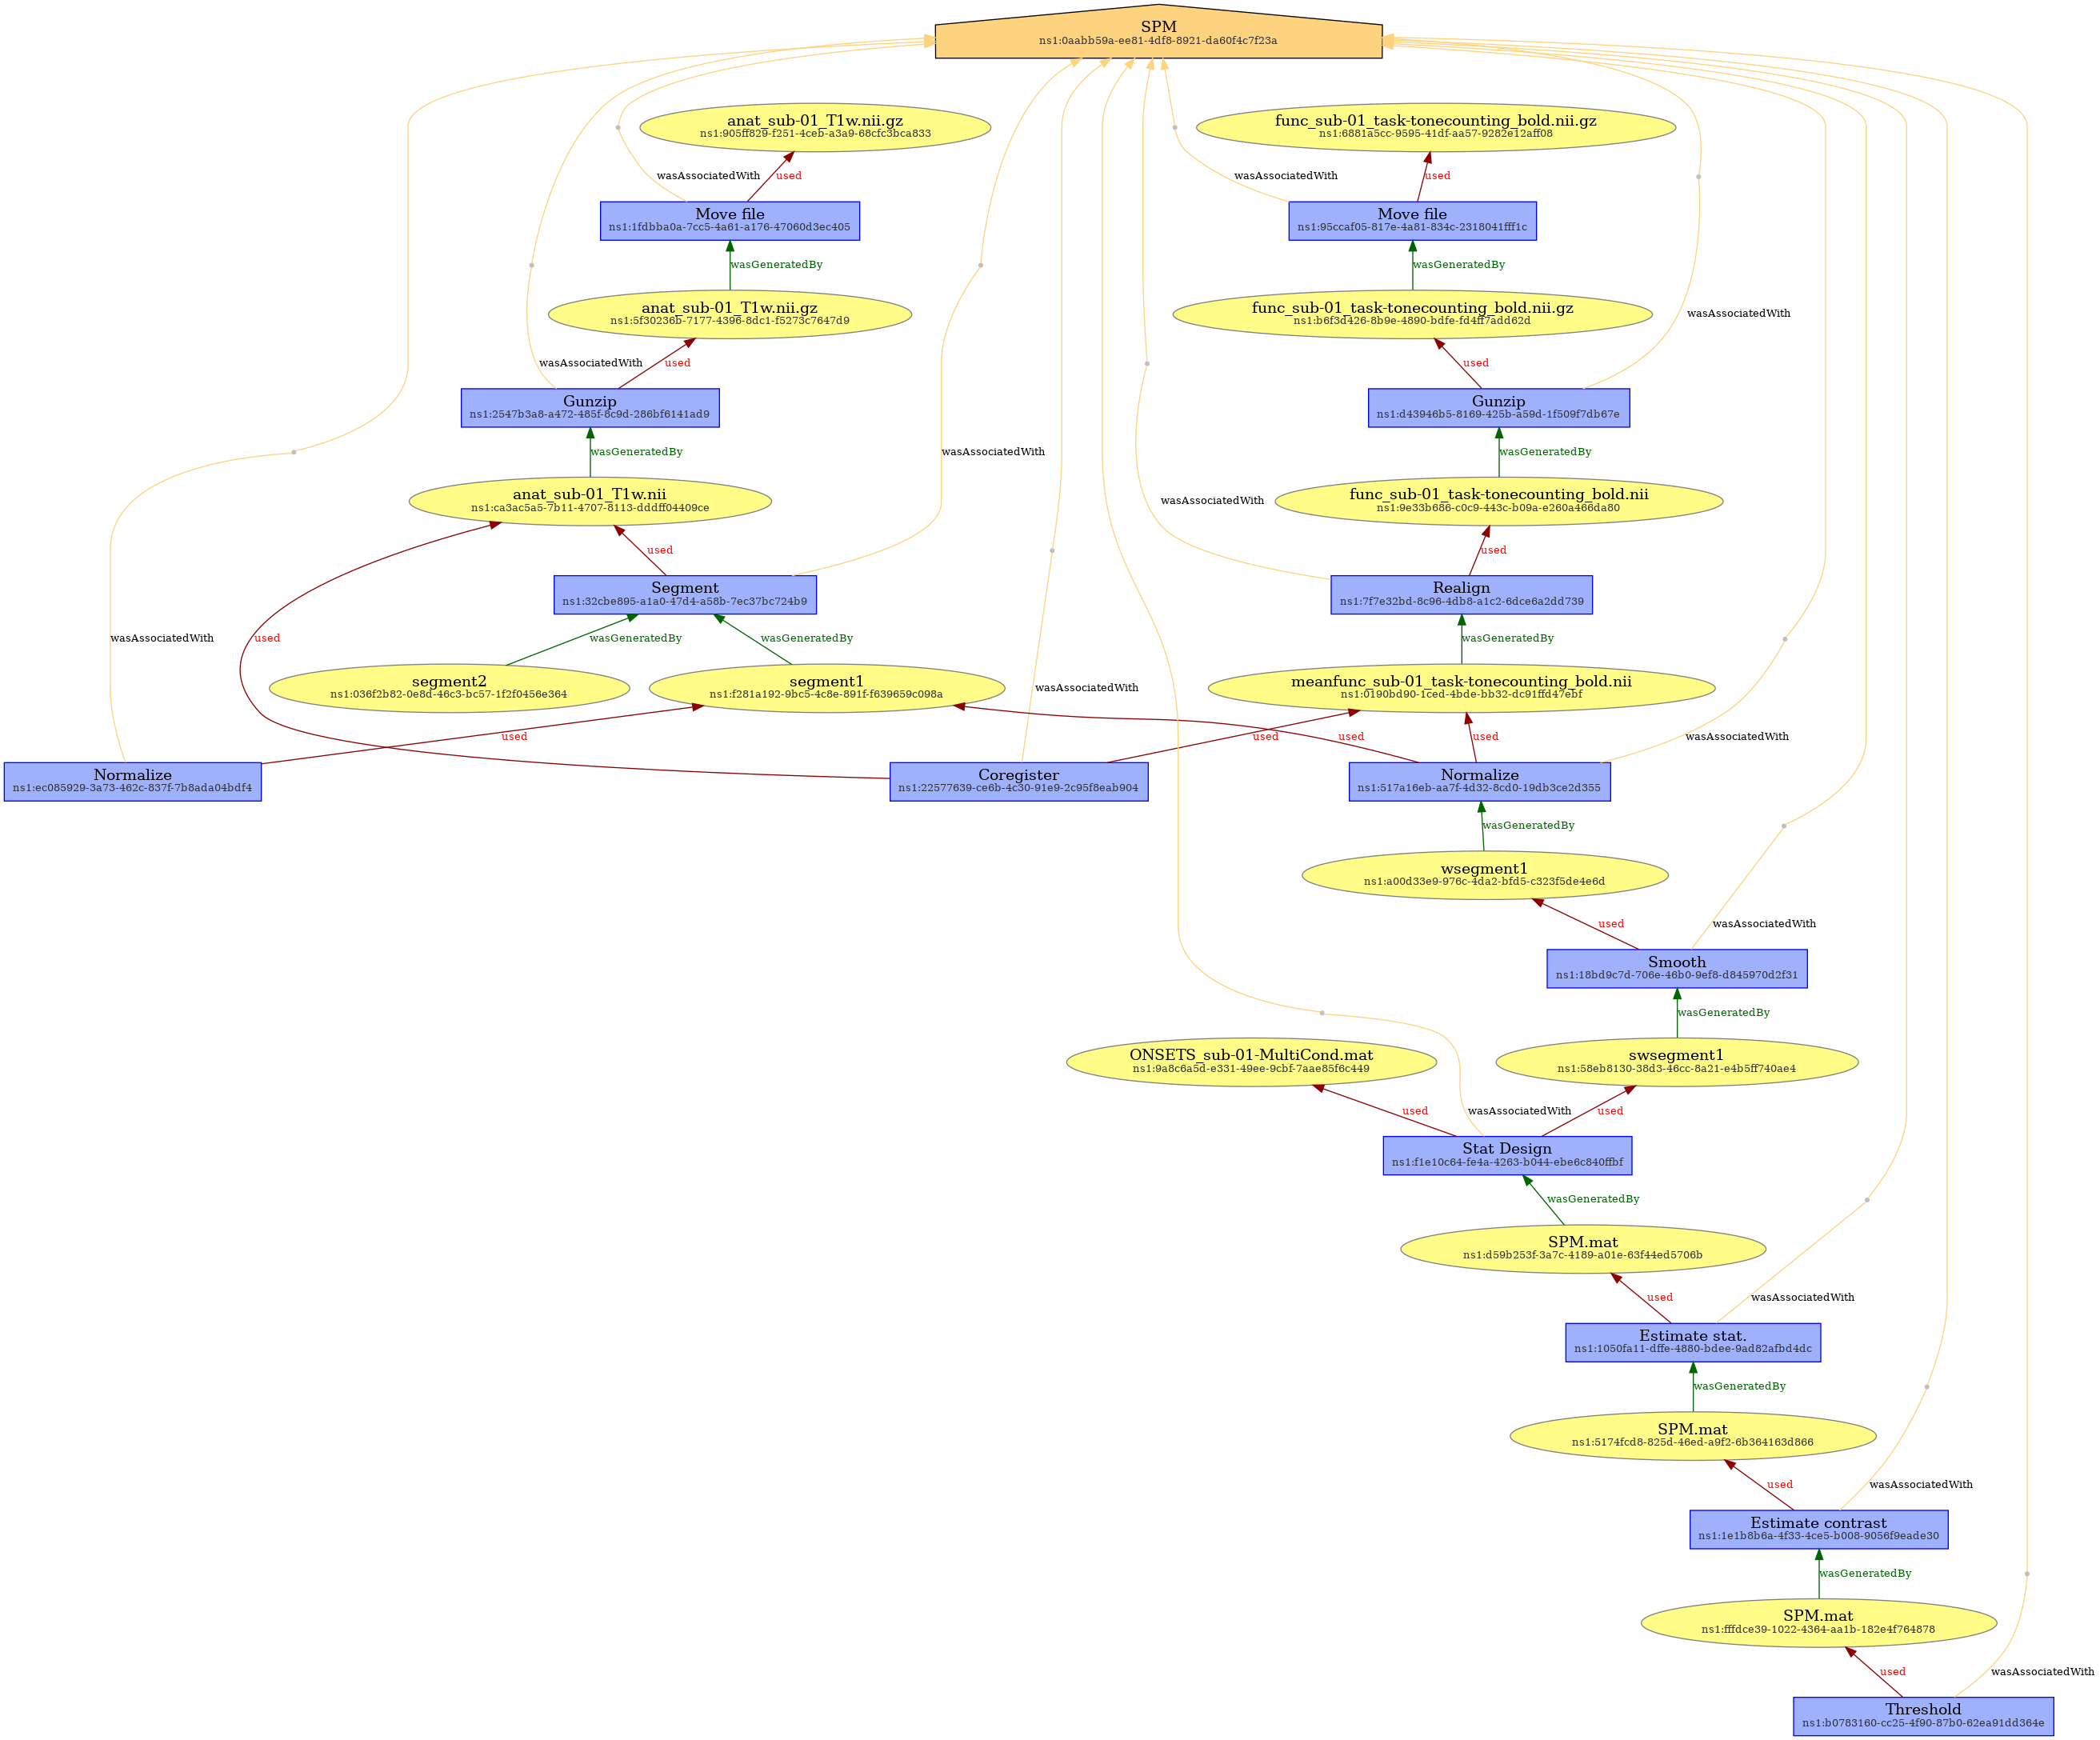 SPM
ns1:0aabb59a-ee81-4df8-8921-da60f4c7f23a
anat_sub-01_T1w.nii.gz
ns1:905ff829-f251-4ceb-a3a9-68cfc3bca833
func_sub-01_task-tonecounting_bold.nii.gz
ns1:6881a5cc-9595-41df-aa57-9282e12aff08
wasAssociatedWith
used
wasAssociatedWith
used
Move file
ns1:1fdbba0a-7cc5-4a61-a176-47060d3ec405
Move file
ns1:95ccaf05-817e-4a81-834c-2318041fff1c
wasGeneratedBy
wasGeneratedBy
anat_sub-01_T1w.nii.gz
ns1:5f30236b-7177-4396-8dc1-f5273c7647d9
func_sub-01_task-tonecounting_bold.nii.gz
ns1:b6f3d426-8b9e-4890-bdfe-fd4ff7add62d
wasAssociatedWith
wasAssociatedWith
used
used
Gunzip
ns1:2547b3a8-a472-485f-8c9d-286bf6141ad9
Gunzip
ns1:d43946b5-8169-425b-a59d-1f509f7db67e
wasGeneratedBy
wasAssociatedWith
wasGeneratedBy
anat_sub-01_T1w.nii
ns1:ca3ac5a5-7b11-4707-8113-dddff04409ce
wasAssociatedWith
func_sub-01_task-tonecounting_bold.nii
ns1:9e33b686-c0c9-443c-b09a-e260a466da80
used
used
Segment
ns1:32cbe895-a1a0-47d4-a58b-7ec37bc724b9
Realign
ns1:7f7e32bd-8c96-4db8-a1c2-6dce6a2dd739
wasAssociatedWith
used
wasGeneratedBy
wasGeneratedBy
wasGeneratedBy
segment2
ns1:036f2b82-0e8d-46c3-bc57-1f2f0456e364
segment1
ns1:f281a192-9bc5-4c8e-891f-f639659c098a
wasAssociatedWith
meanfunc_sub-01_task-tonecounting_bold.nii
ns1:0190bd90-1ced-4bde-bb32-dc91ffd47ebf
used
used
used
used
wasAssociatedWith
Normalize
ns1:ec085929-3a73-462c-837f-7b8ada04bdf4
Coregister
ns1:22577639-ce6b-4c30-91e9-2c95f8eab904
Normalize
ns1:517a16eb-aa7f-4d32-8cd0-19db3ce2d355
wasGeneratedBy
wsegment1
ns1:a00d33e9-976c-4da2-bfd5-c323f5de4e6d
used
wasAssociatedWith
Smooth
ns1:18bd9c7d-706e-46b0-9ef8-d845970d2f31
wasGeneratedBy
ONSETS_sub-01-MultiCond.mat
ns1:9a8c6a5d-e331-49ee-9cbf-7aae85f6c449
swsegment1
ns1:58eb8130-38d3-46cc-8a21-e4b5ff740ae4
used
wasAssociatedWith
used
Stat Design
ns1:f1e10c64-fe4a-4263-b044-ebe6c840ffbf
wasGeneratedBy
SPM.mat
ns1:d59b253f-3a7c-4189-a01e-63f44ed5706b
used
wasAssociatedWith
Estimate stat.
ns1:1050fa11-dffe-4880-bdee-9ad82afbd4dc
wasGeneratedBy
SPM.mat
ns1:5174fcd8-825d-46ed-a9f2-6b364163d866
used
wasAssociatedWith
Estimate contrast
ns1:1e1b8b6a-4f33-4ce5-b008-9056f9eade30
wasGeneratedBy
SPM.mat
ns1:fffdce39-1022-4364-aa1b-182e4f764878
used
wasAssociatedWith
Threshold
ns1:b0783160-cc25-4f90-87b0-62ea91dd364e